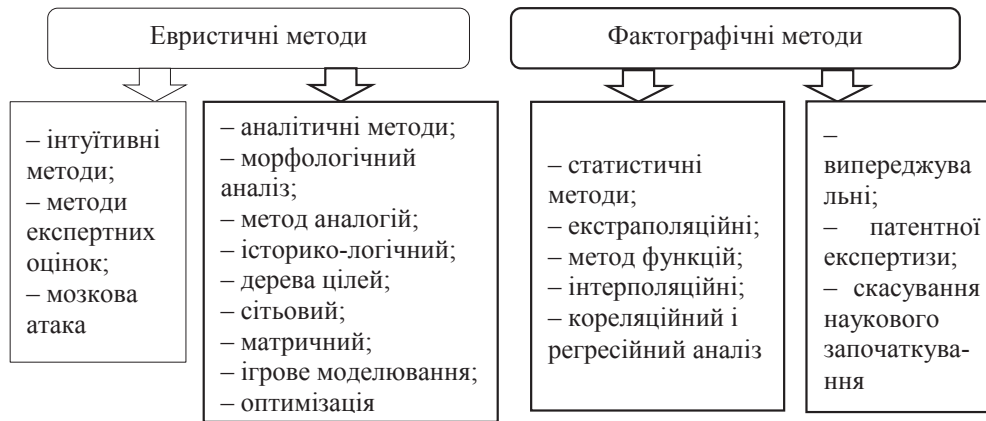 Евристичні методи
Фактографічні методи
– інтуїтивні
методи;
– методи
експертних
оцінок;
– мозкова
атака
– аналітичні методи;
– морфологічний
аналіз;
– метод аналогій;
– історико-логічний;
– дерева цілей;
– сітьовий;
– матричний;
– ігрове моделювання;
– оптимізація
– статистичні
методи;
– екстраполяційні;
– метод функцій;
– інтерполяційні;
– кореляційний і
регресійний аналіз
–
випереджува
льні;
– патентної
експертизи;
– скасування
наукового
започаткува-
ння